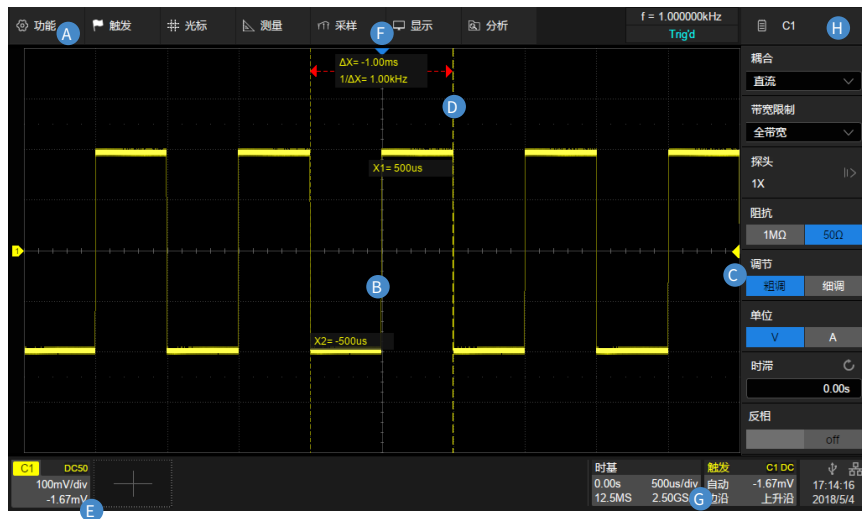 功能 A 触发 光标 测量 采样 F 显示 分析
f = 1.000000kHz
Trig'd
C1 H
ΔX= -1.00ms
1/ΔX= 1.00kHz
D
X1= 500us
1
B
C
X2= -500us
耦合
直流
带宽限制
全带宽
探头
1X
阻抗
1MΩ 50Ω
调节
粗调 细调
单位
V A
时滞
0.00s
反相
off
C1 DC50
100mV/div
-1.67mV
E
时基
0.00s 500us/div
12.5MS 2.50GS
G
触发 C1 DC
自动 -1.67mV
边沿 上升沿
17:14:16
2018/5/4